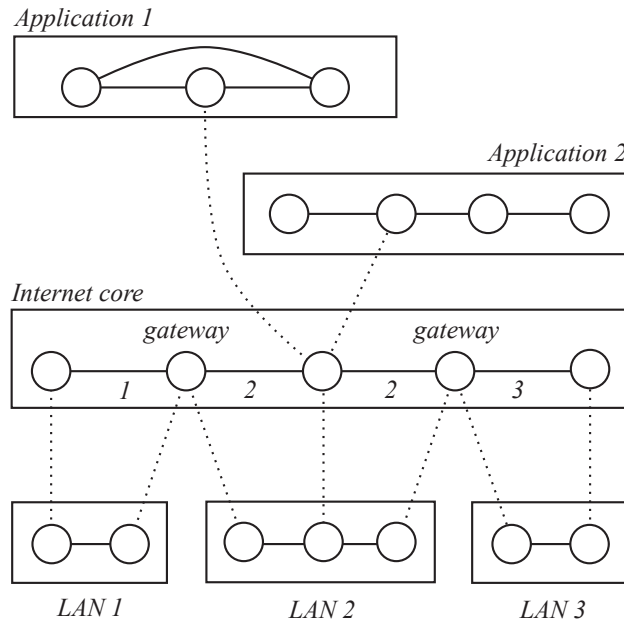 Application 1
Application 2
Internet core
gateway gateway
1 2 2 3
LAN 1 LAN 2 LAN 3